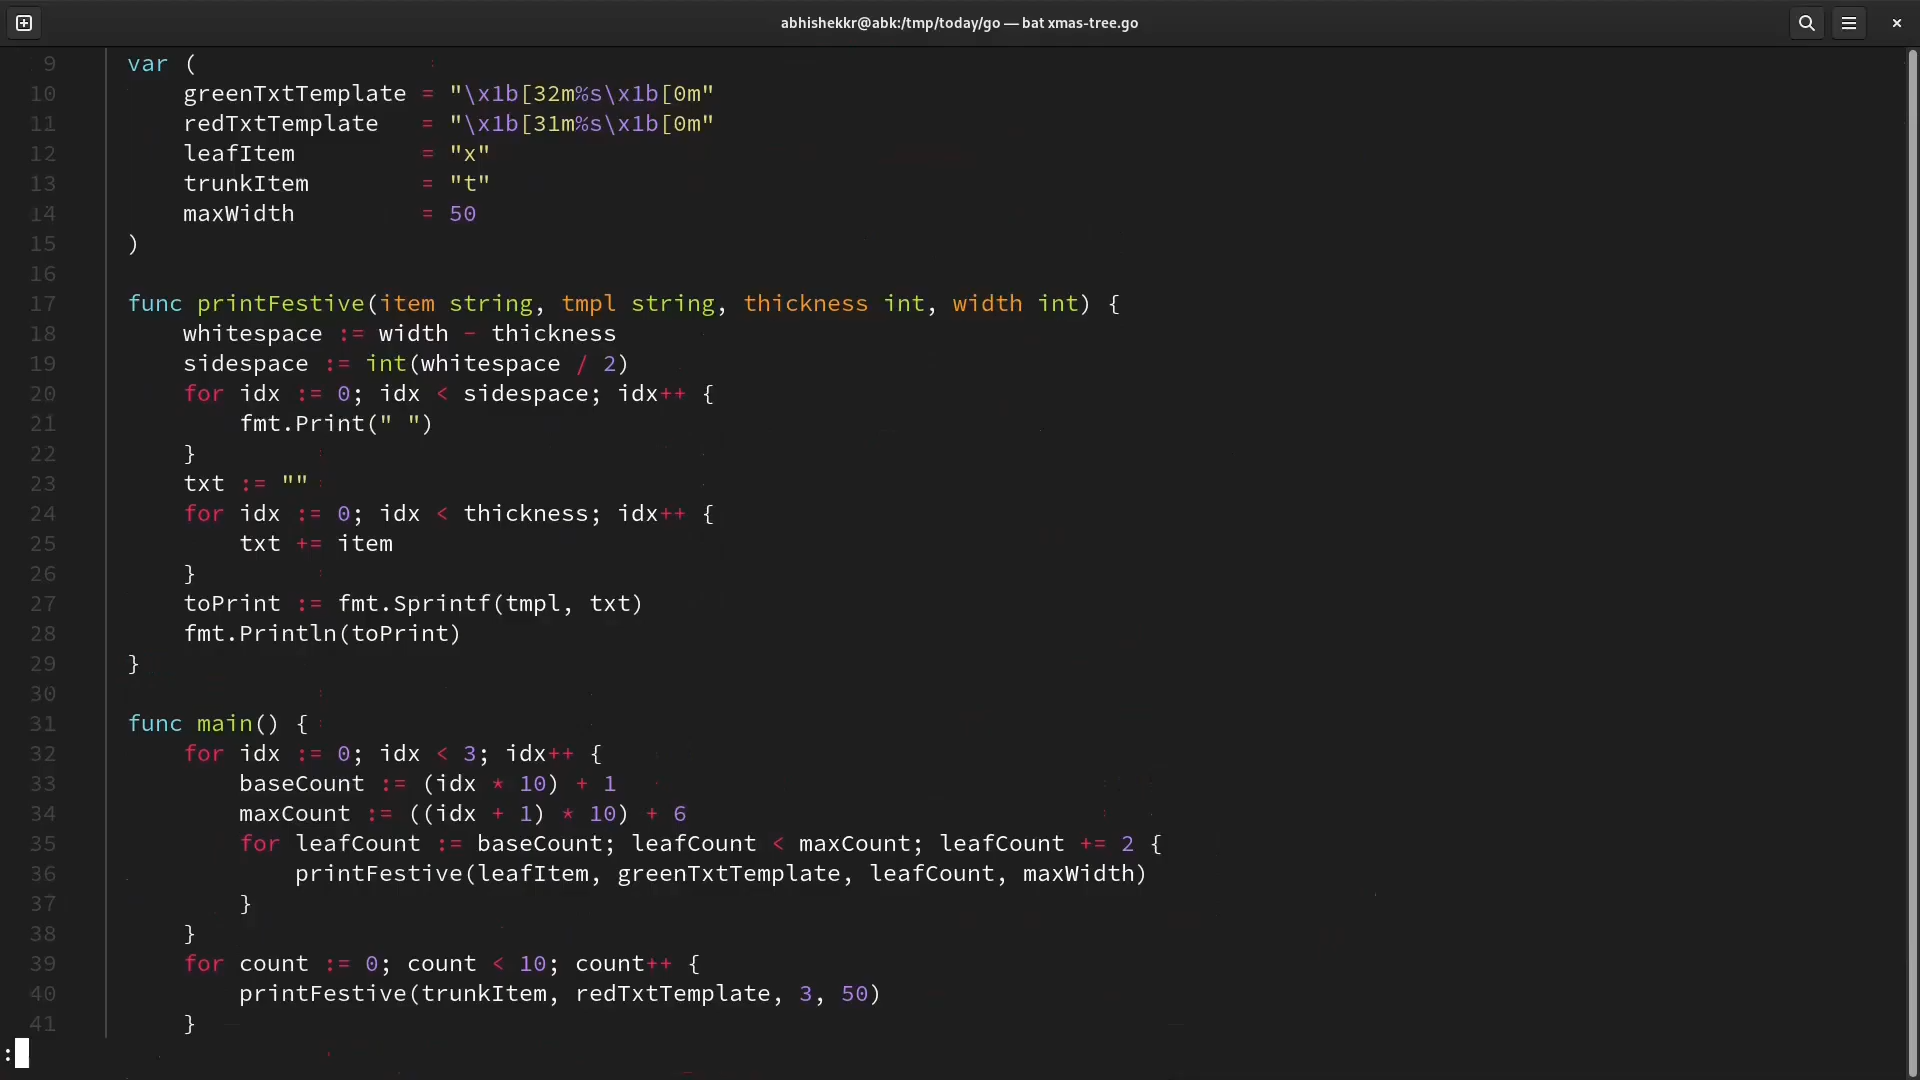 abhishekkr@abk:/tmp/today/go — bat xmas-tree.go
9 var (
10 greenTxtTemplate = "\x1b[32m%s\x1b[0m"
11 redTxtTemplate = "\x1b[31m%s\x1b[0m"
12 leafItem = "x"
13 trunkItem = "t"
14 maxWidth = 50
15 )
16
17 func printFestive(item string, tmpl string, thickness int, width int) {
18 whitespace := width - thickness
19 sidespace := int(whitespace / 2)
20 for idx := 0; idx < sidespace; idx++ {
21 fmt.Print(" ")
22 }
23 txt := ""
24 for idx := 0; idx < thickness; idx++ {
25 txt += item
26 }
27 toPrint := fmt.Sprintf(tmpl, txt)
28 fmt.Println(toPrint)
29 }
30
31 func main() {
32 for idx := 0; idx < 3; idx++ {
33 baseCount := (idx * 10) + 1
34 maxCount := ((idx + 1) * 10) + 6
35 for leafCount := baseCount; leafCount < maxCount; leafCount += 2 {
36 printFestive(leafItem, greenTxtTemplate, leafCount, maxWidth)
37 }
38 }
39 for count := 0; count < 10; count++ {
40 printFestive(trunkItem, redTxtTemplate, 3, 50)
41 }
: